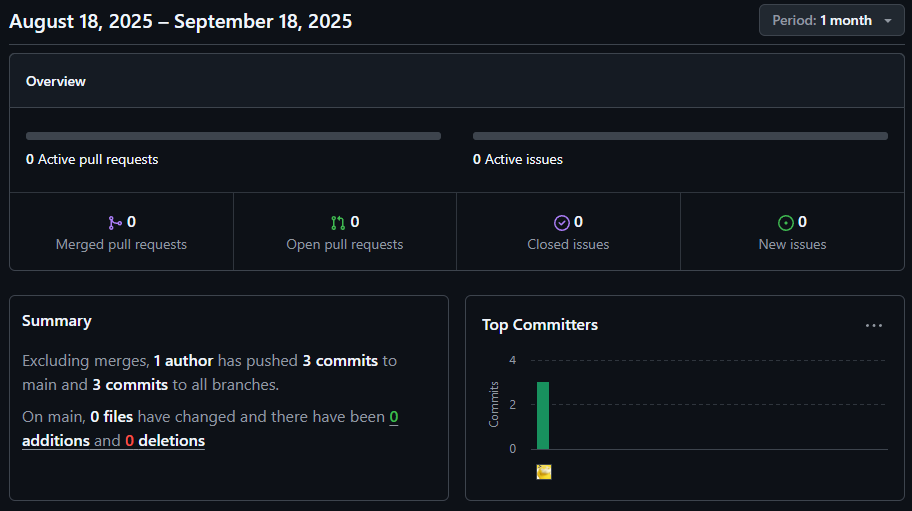 August 18, 2025 – September 18, 2025
Period: 1 month
Overview
0 Active pull requests
0 Active issues
0
Merged pull requests
0
Open pull requests
0
Closed issues
0
New issues
Summary
Excluding merges, 1 author has pushed 3 commits to
main and 3 commits to all branches.
On main, 0 files have changed and there have been 0
additions and 0 deletions
Top Committers
4
2
0
Commits